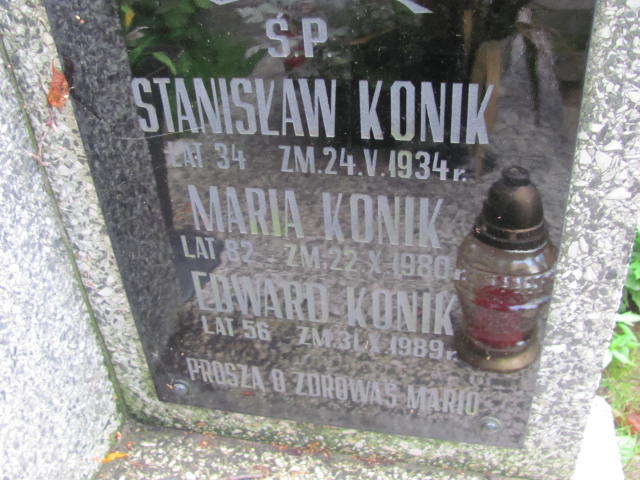 Ś.P
STANISŁAW KONIK
LAT 34 ZM.24.V.1934r.
MARIA KONIK
LAT 82 ZM.22 X 1980r.
EDWARD KONIK
LAT 56 ZM.31.X 1989r.
PROSZĄ O ZDROWAŚ MARIO